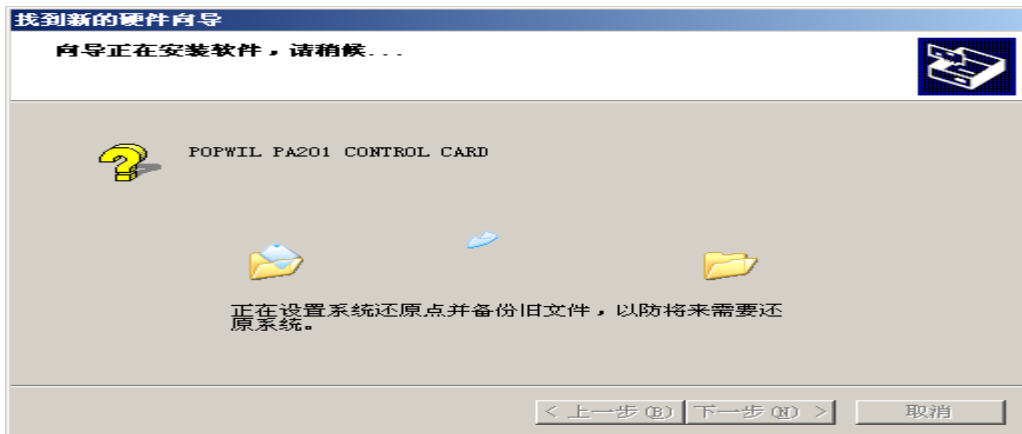 找到新的硬件向导
向导正在安装软件，请稍候...
POPWIL PA201 CONTROL CARD
正在设置系统还原点并备份旧文件，以防将来需要还
原系统。
< 上一步(B) 下一步(N) > 取消